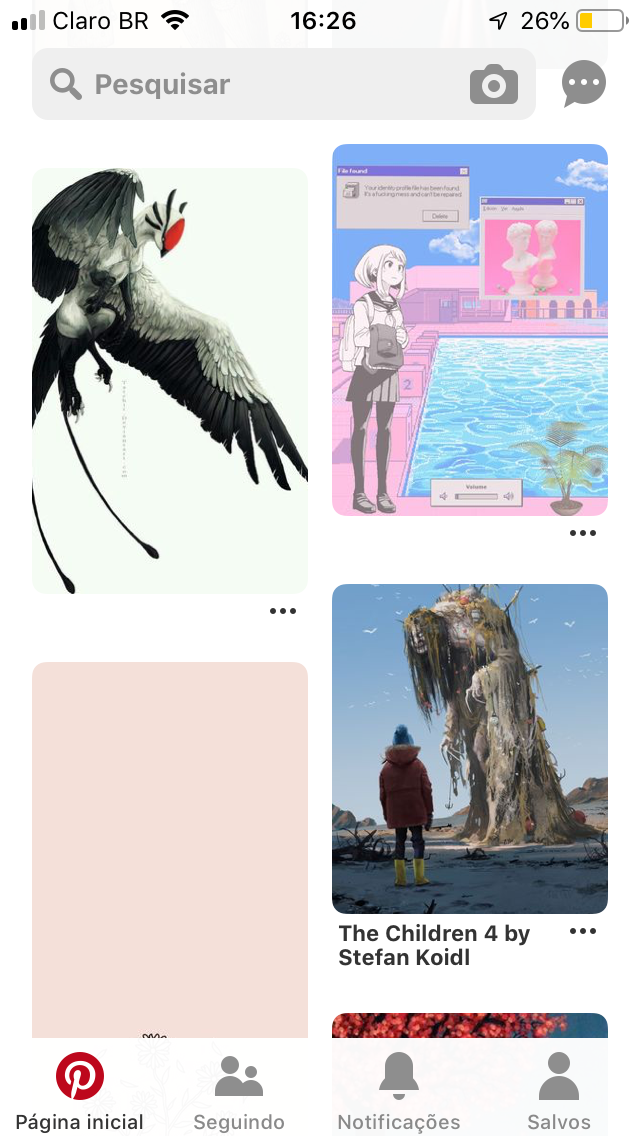 Claro BR
16:26
26%
Pesquisar
File found
Your identity profile file has been found.
It's a fucking mess and can't be repaired.
Delete
2
Volume
The Children 4 by
Stefan Koidl
Página inicial
Seguindo
Notificações
Salvos